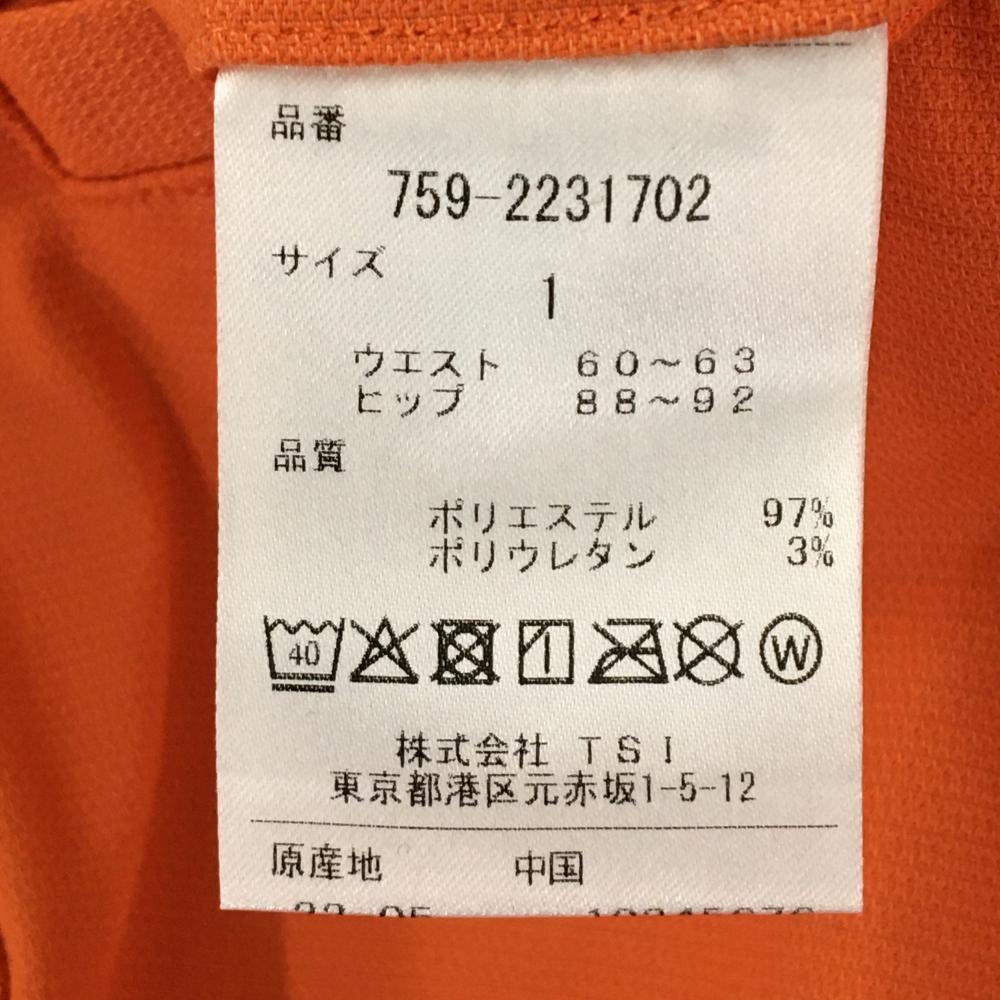 品番
759-2231702
サイズ
1
ウエスト 60～63
ヒップ 88～92
品質
ポリエステル 97%
ポリウレタン 3%
40
W
株式会社 TSI
東京都港区元赤坂1-5-12
原産地 中国